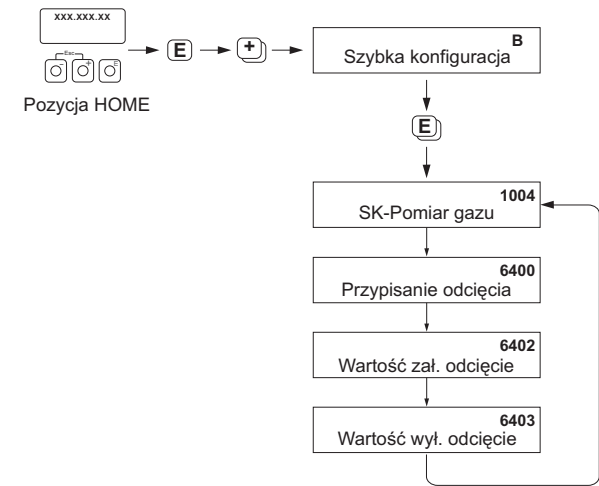 xxx.xxx.xx
Esc
- + E
Pozycja HOME
E
+
B
Szybka konfiguracja
E
1004
SK-Pomiar gazu
6400
Przypisanie odcięcia
6402
Wartość zał. odcięcie
6403
Wartość wył. odcięcie